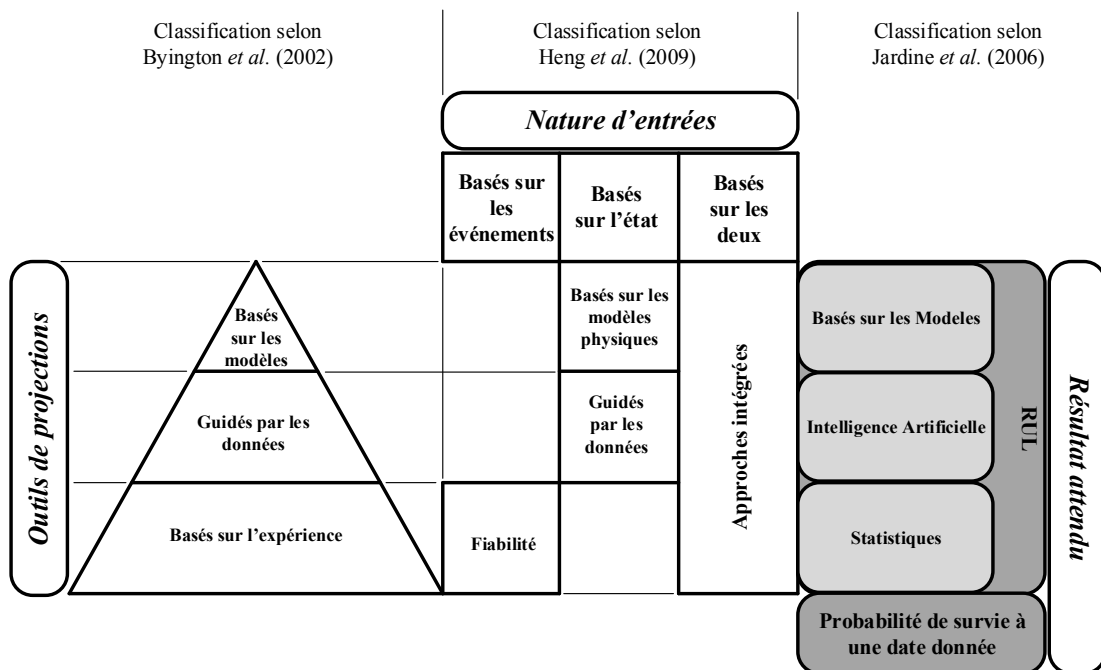 Classification selon
Byington et al. (2002)
Classification selon
Heng et al. (2009)
Classification selon
Jardine et al. (2006)
Nature d'entrées
Basés sur
les
événements
Basés
sur l'état
Basés
sur les
deux
Outils de projections
Basés
sur les
modèles
Guidés par les
données
Basés sur l'expérience
Basés sur les
modèles
physiques
Guidés
par les
données
Fiabilité
Approches intégrées
Basés sur les Modeles
Intelligence Artificielle
Statistiques
RUL
Probabilité de survie à
une date donnée
Résultat attendu